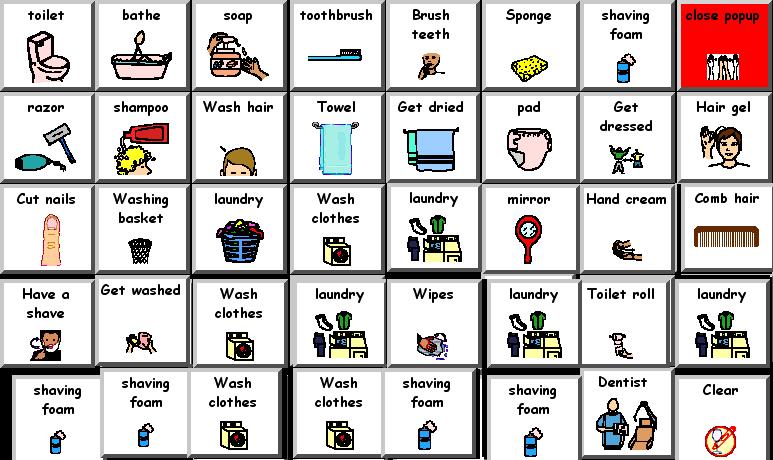 toilet
bathe
soap
toothbrush
Brush
teeth
Sponge
shaving
foam
close popup
razor
shampoo
Wash hair
Towel
Get dried
pad
Get
dressed
Hair gel
Cut nails
Washing
basket
laundry
Wash
clothes
laundry
mirror
Hand cream
Comb hair
Have a
shave
Get washed
Wash
clothes
laundry
Wipes
laundry
Toilet roll
laundry
shaving
foam
shaving
foam
Wash
clothes
Wash
clothes
shaving
foam
shaving
foam
Dentist
Clear